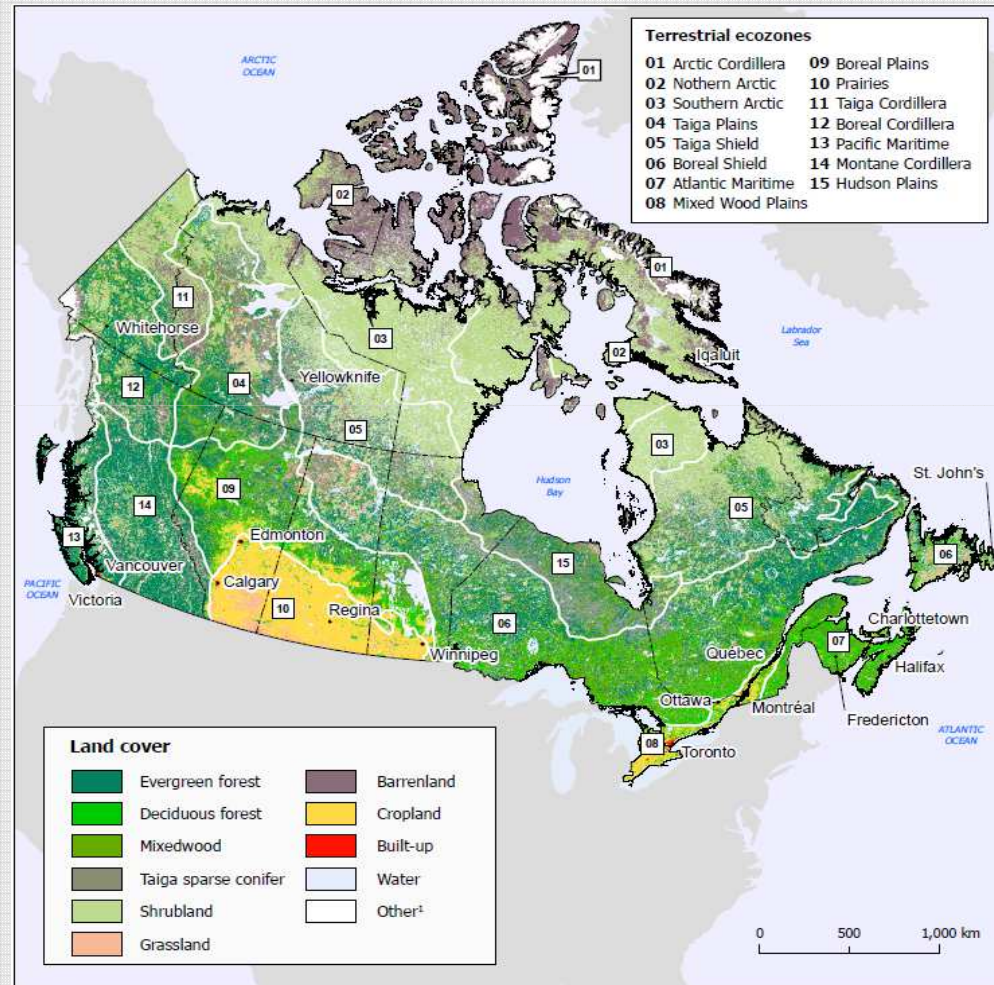 Terrestrial ecozones
01 Arctic Cordillera
02 Nothern Arctic
03 Southern Arctic
04 Taiga Plains
05 Taiga Shield
06 Boreal Shield
07 Atlantic Maritime
08 Mixed Wood Plains
09 Boreal Plains
10 Prairies
11 Taiga Cordillera
12 Boreal Cordillera
13 Pacific Maritime
14 Montane Cordillera
15 Hudson Plains
ARCTIC
OCEAN
01
02
01
11
Whitehorse
03
Labrador
Sea
02
Iqaluit
12
04
Yellowknife
05
03
St. John's
09
Hudson
Bay
14
05
13
Edmonton
06
15
PACIFIC
OCEAN
Vancouver
Victoria
Calgary
10
Regina
06
Winnipeg
Charlottetown
07
Québec
Halifax
Ottawa
Montréal
Fredericton
ATLANTIC
OCEAN
08
Toronto
Land cover
Evergreen forest
Deciduous forest
Mixedwood
Taiga sparse conifer
Shrubland
Grassland
Barrenland
Cropland
Built-up
Water
Other¹
0 500 1,000 km